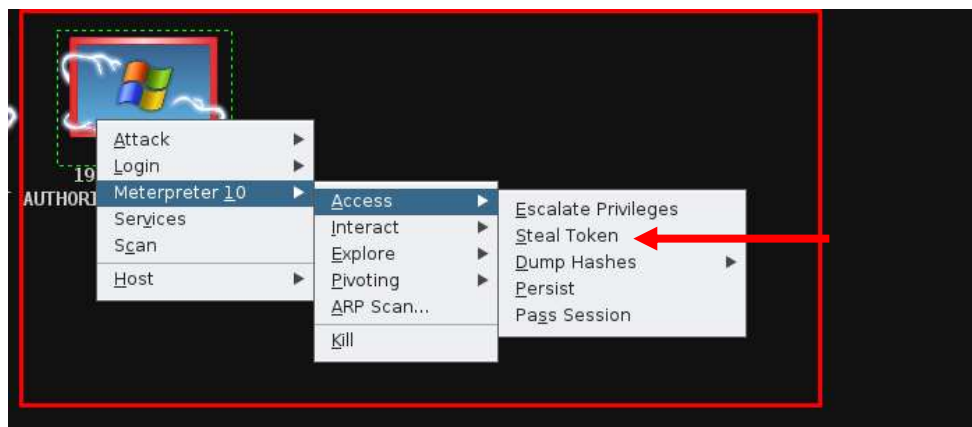 Attack
Login
19
Meterpreter 10
AUTHORI
Services
Scan
Host
Access
Interact
Explore
Pivoting
ARP Scan...
Kill
Escalate Privileges
Steal Token
Dump Hashes
Persist
Pass Session